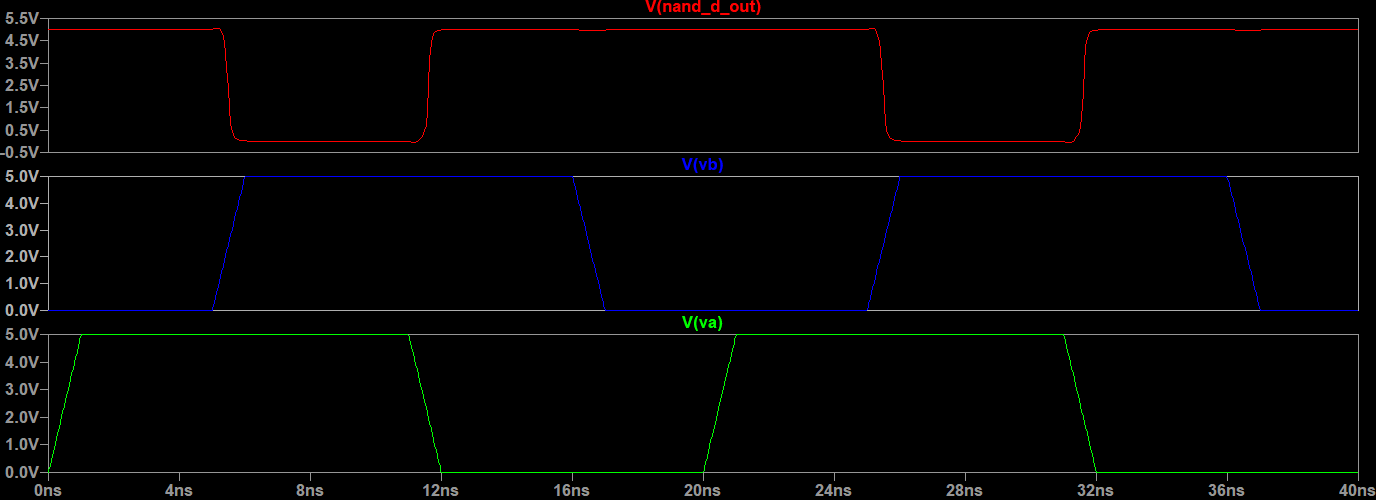 V(nand_d_out)
5.5V
4.5V
3.5V
2.5V
1.5V
0.5V
-0.5V
V(vb)
5.0V
4.0V
3.0V
2.0V
1.0V
0.0V
V(va)
5.0V
4.0V
3.0V
2.0V
1.0V
0.0V
0ns 4ns 8ns 12ns 16ns 20ns 24ns 28ns 32ns 36ns 40ns